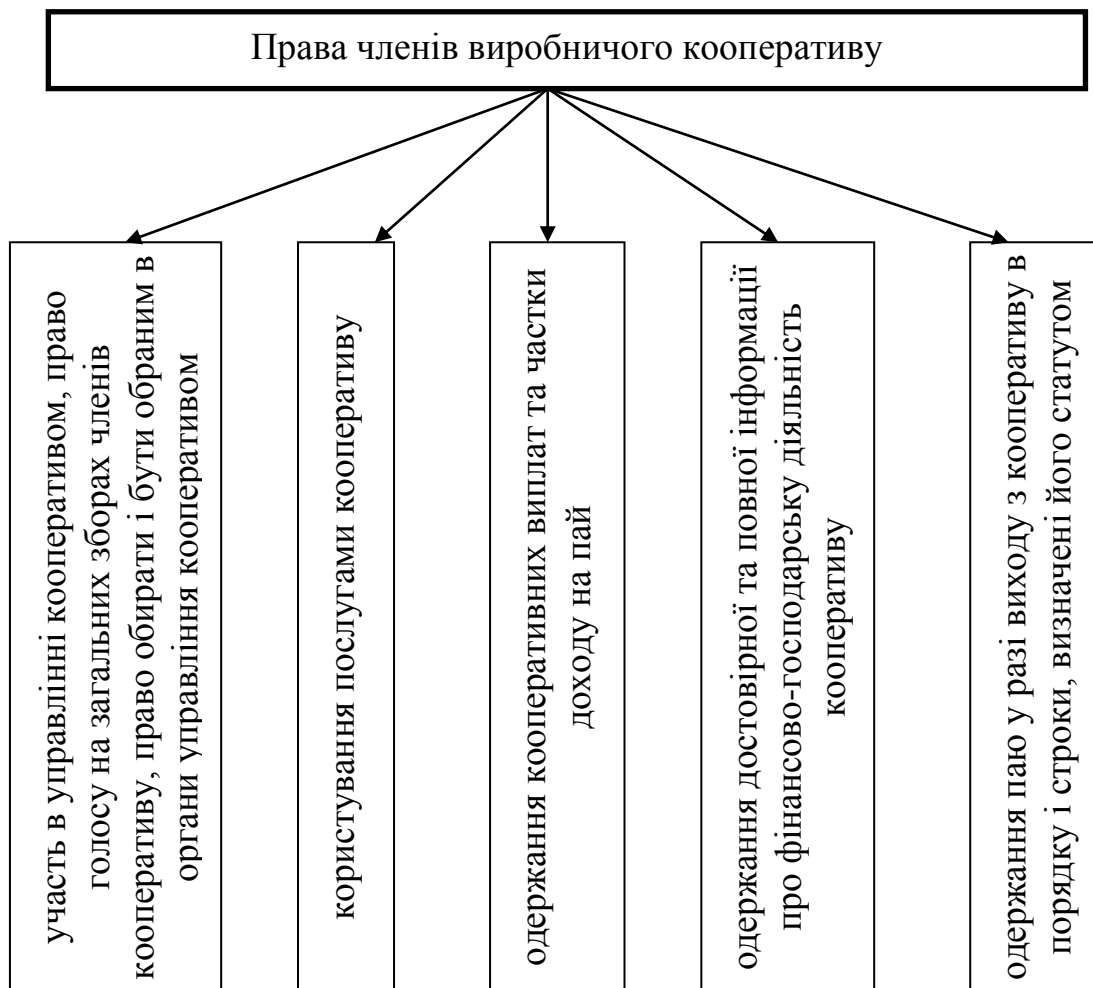 Права членів виробничого кооперативу
участь в управлінні кооперативом, право
голосу на загальних зборах членів
кооперативу, право обирати і бути обраним в
органи управління кооперативом
користування послугами кооперативу
одержання кооперативних виплат та частки
доходу на пай
одержання достовірної та повної інформації
про фінансово-господарську діяльність
кооперативу
одержання паю у разі виходу з кооперативу в
порядку і строки, визначені його статутом